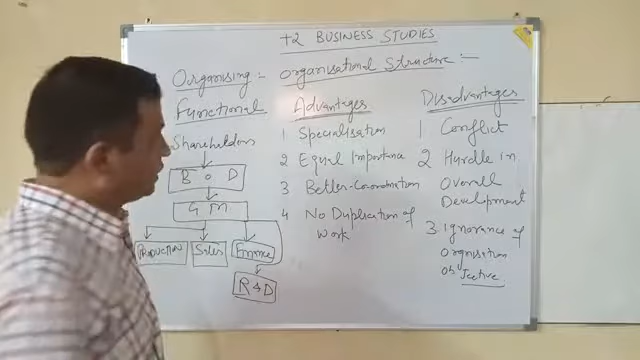 +2 BUSINESS STUDIES
Organising :- Organisational Structure :-
Functional
Shareholders
B O D
G M
PRODUCTION Sales Finance
R & D
Advantages
1 Specialisation
2 Equal Importance
3 Better-Coordination
4 No Duplication of
Work
Disadvantages
1 Conflict
2 Hurdle in
Overall
Development
3 Ignorance of
Orgnisation
Objective